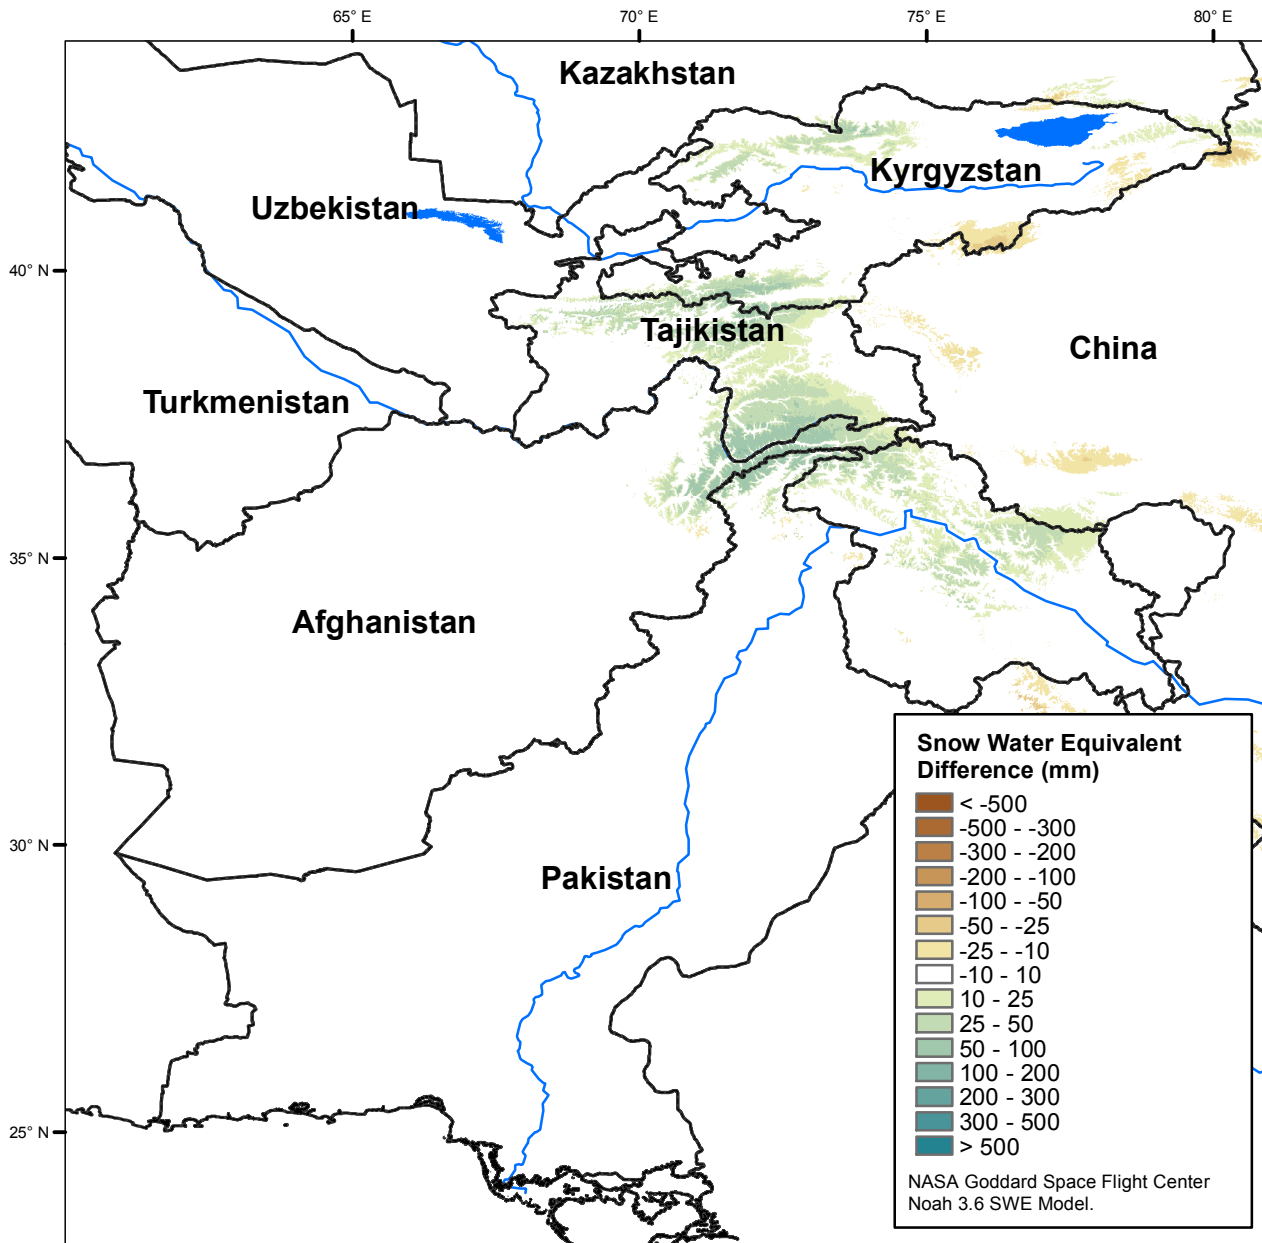 65° E
70° E
75° E
80° E
Kazakhstan
Kyrgyzstan
Uzbekistan
40° N
Tajikistan
China
Turkmenistan
35° N
Afghanistan
30° N
Pakistan
25° N
Snow Water Equivalent
Difference (mm)
< -500
-500 - -300
-300 - -200
-200 - -100
-100 - -50
-50 - -25
-25 - -10
-10 - 10
10 - 25
25 - 50
50 - 100
100 - 200
200 - 300
300 - 500
> 500
NASA Goddard Space Flight Center
Noah 3.6 SWE Model.